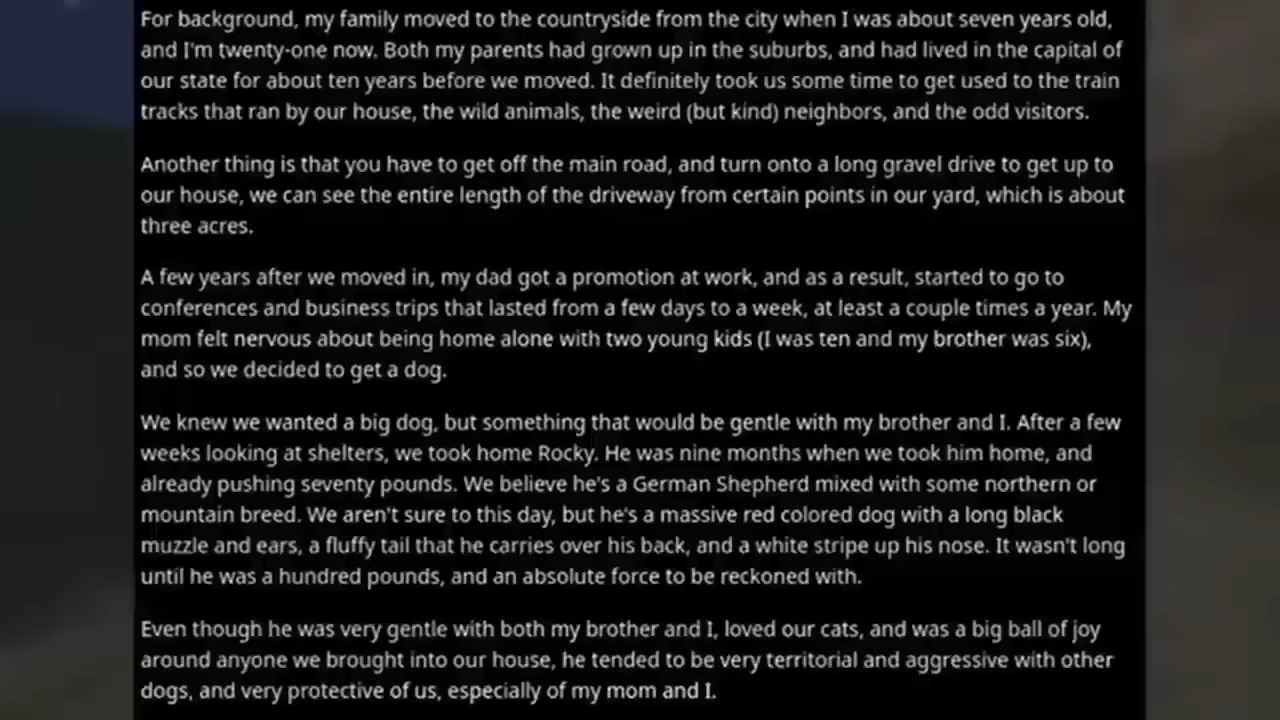 For background, my family moved to the countryside from the city when I was about seven years old,
and I'm twenty-one now. Both my parents had grown up in the suburbs, and had lived in the capital of
our state for about ten years before we moved. It definitely took us some time to get used to the train
tracks that ran by our house, the wild animals, the weird (but kind) neighbors, and the odd visitors.
Another thing is that you have to get off the main road, and turn onto a long gravel drive to get up to
our house, we can see the entire length of the driveway from certain points in our yard, which is about
three acres.
A few years after we moved in, my dad got a promotion at work, and as a result, started to go to
conferences and business trips that lasted from a few days to a week, at least a couple times a year. My
mom felt nervous about being home alone with two young kids (I was ten and my brother was six),
and so we decided to get a dog.
We knew we wanted a big dog, but something that would be gentle with my brother and I. After a few
weeks looking at shelters, we took home Rocky. He was nine months when we took him home, and
already pushing seventy pounds. We believe he's a German Shepherd mixed with some northern or
mountain breed. We aren't sure to this day, but he's a massive red colored dog with a long black
muzzle and ears, a fluffy tail that he carries over his back, and a white stripe up his nose. It wasn't long
until he was a hundred pounds, and an absolute force to be reckoned with.
Even though he was very gentle with both my brother and I, loved our cats, and was a big ball of joy
around anyone we brought into our house, he tended to be very territorial and aggressive with other
dogs, and very protective of us, especially of my mom and I.